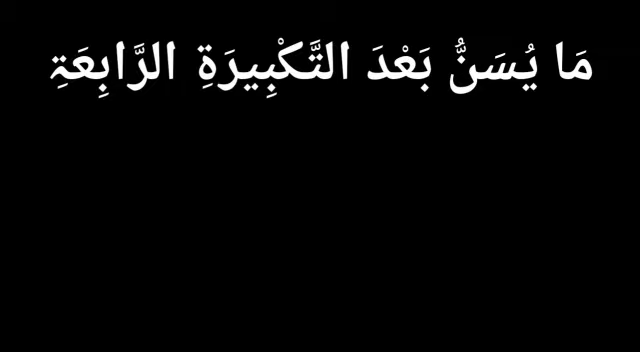 مَا يُسَنُّ بَعْدَ التَّكْبِيرَةِ الرَّابِعَةِ